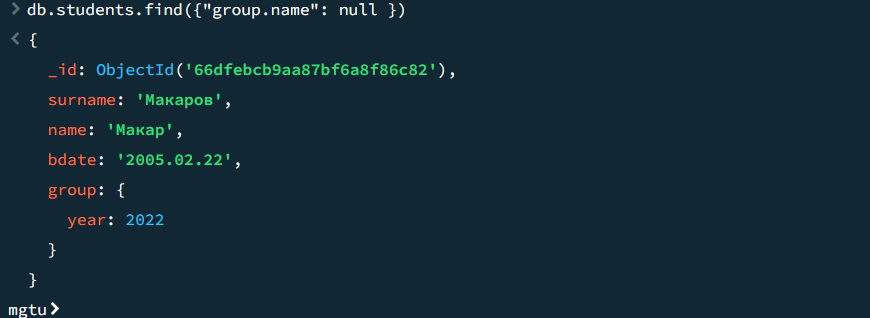 > db.students.find({"group.name": null })
< {
_id: ObjectId('66dfebcb9aa87bf6a8f86c82'),
surname: 'Макаров',
name: 'Макар',
bdate: '2005.02.22',
group: {
year: 2022
}
}
mgtu>